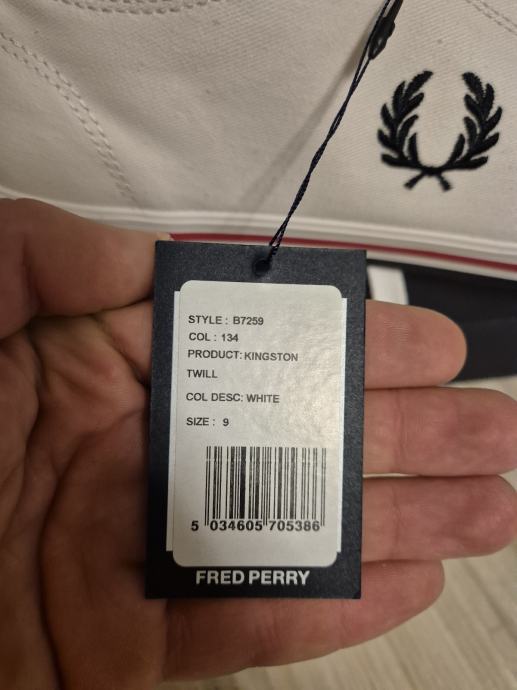 STYLE : B7259
COL : 134
PRODUCT: KINGSTON
TWILL
COL DESC: WHITE
SIZE : 9
5 034605 705386
FRED PERRY